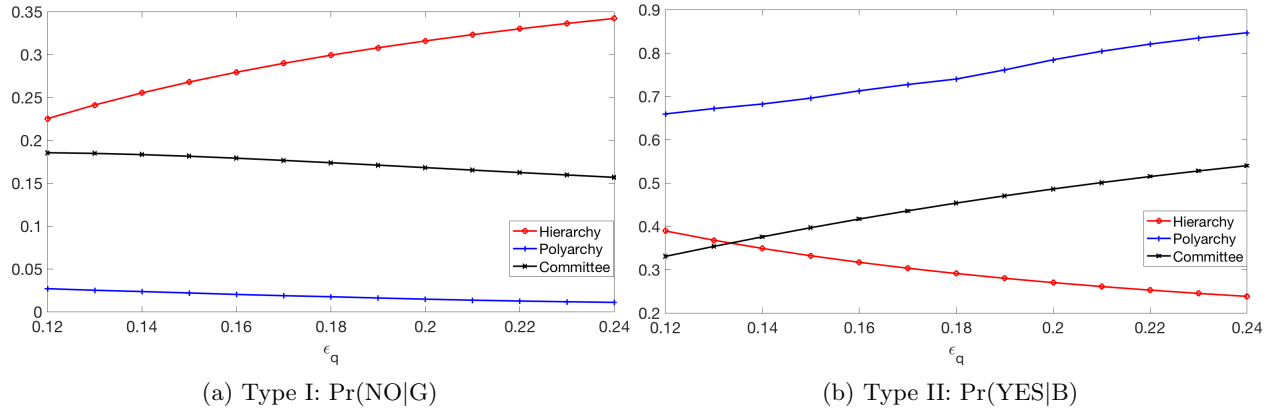 0.35
0.3
0.25
0.2
0.15
0.1
0.05
0
0.12 0.14 0.16 0.18 0.2 0.22 0.24
ϵq
Hierarchy
Polyarchy
Committee
(a) Type I: Pr(NO|G)
0.9
0.8
0.7
0.6
0.5
0.4
0.3
0.2
0.12 0.14 0.16 0.18 0.2 0.22 0.24
ϵq
Hierarchy
Polyarchy
Committee
(b) Type II: Pr(YES|B)